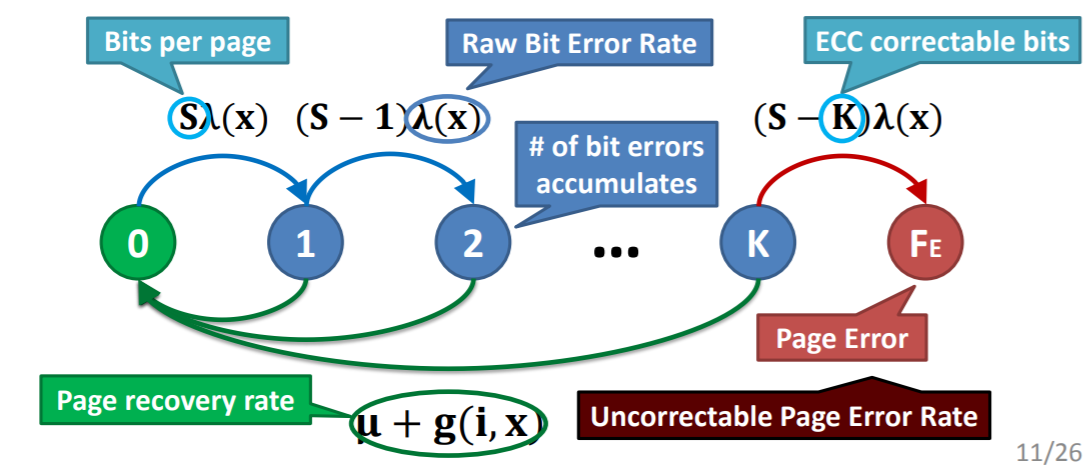 Bits per page
Raw Bit Error Rate
ECC correctable bits
Sλ(x) (S − 1)λ(x) (S − K)λ(x)
# of bit errors
accumulates
0 1 2 ... K FE
Page Error
Page recovery rate
μ + g(i, x)
Uncorrectable Page Error Rate
11/26